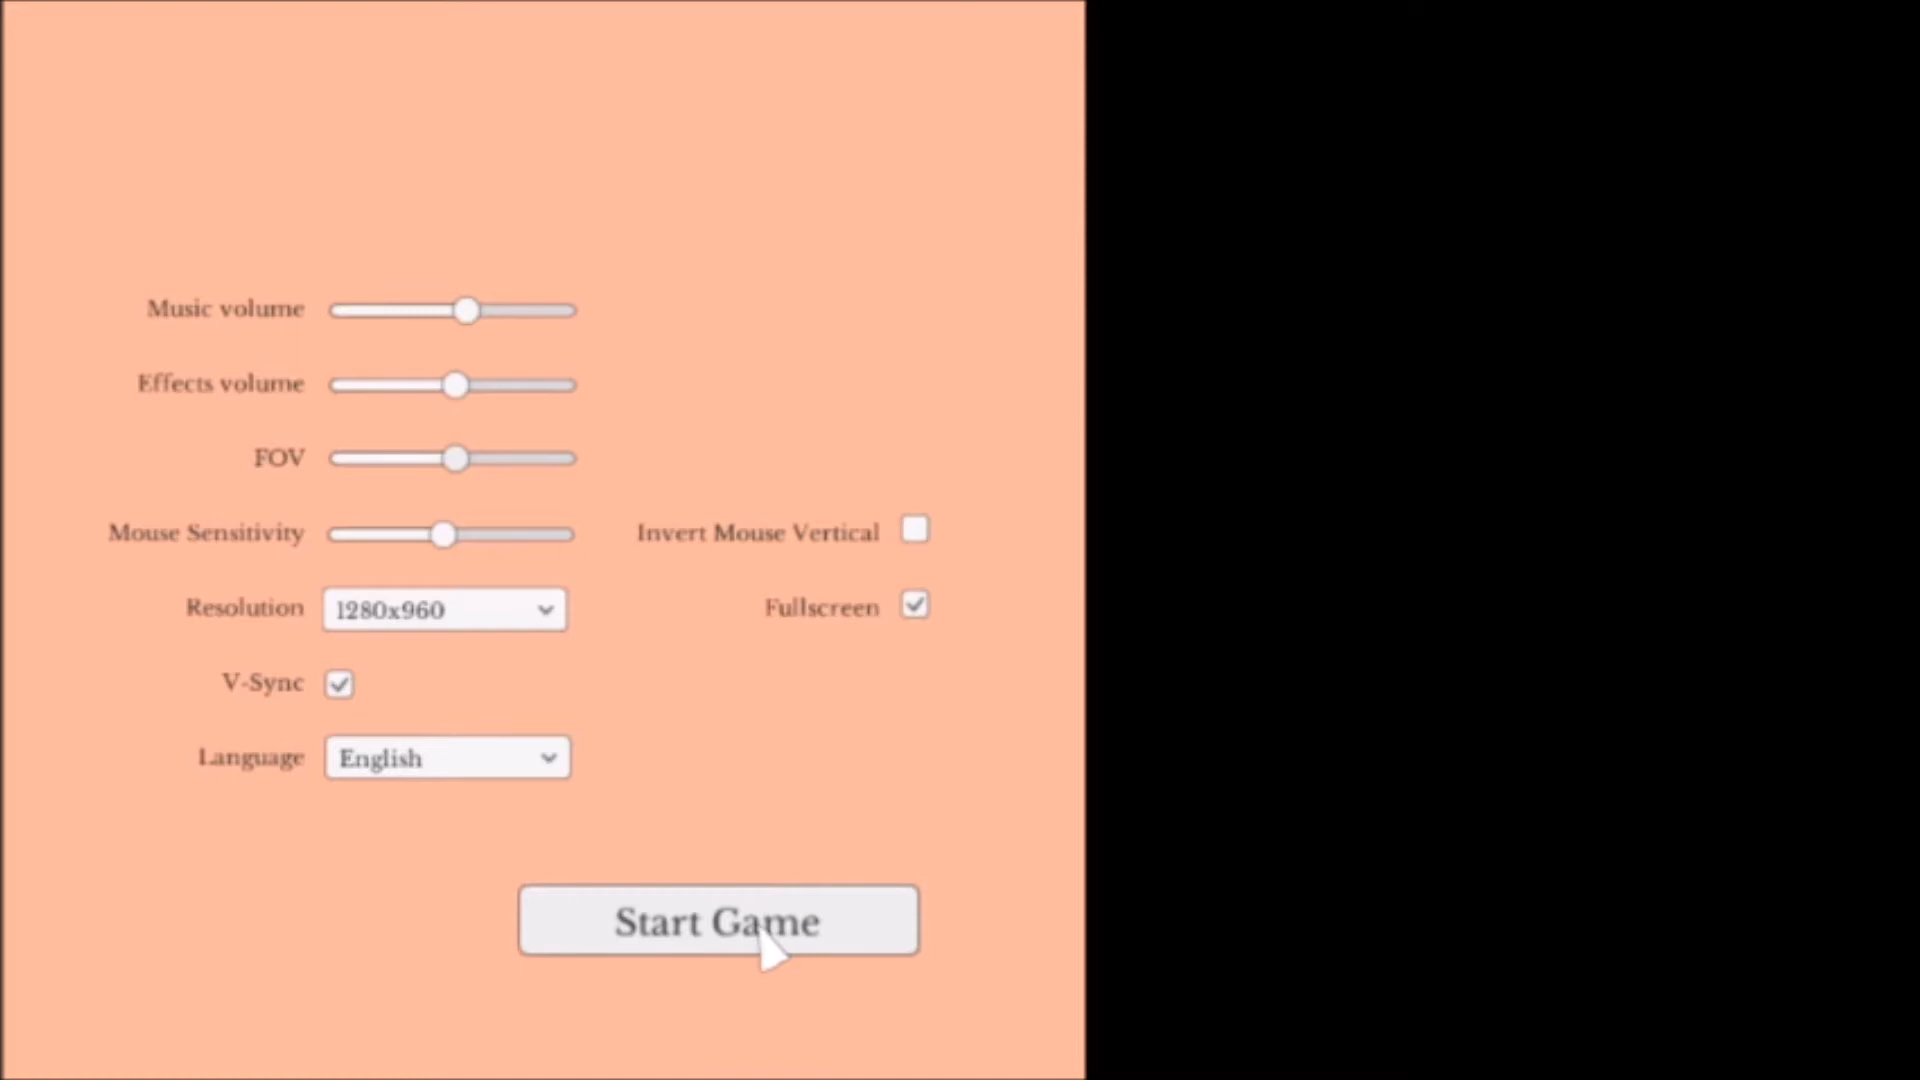 Music volume
Effects volume
FOV
Mouse Sensitivity
Invert Mouse Vertical
Resolution
1280x960
Fullscreen
V-Sync
Language
English
Start Game